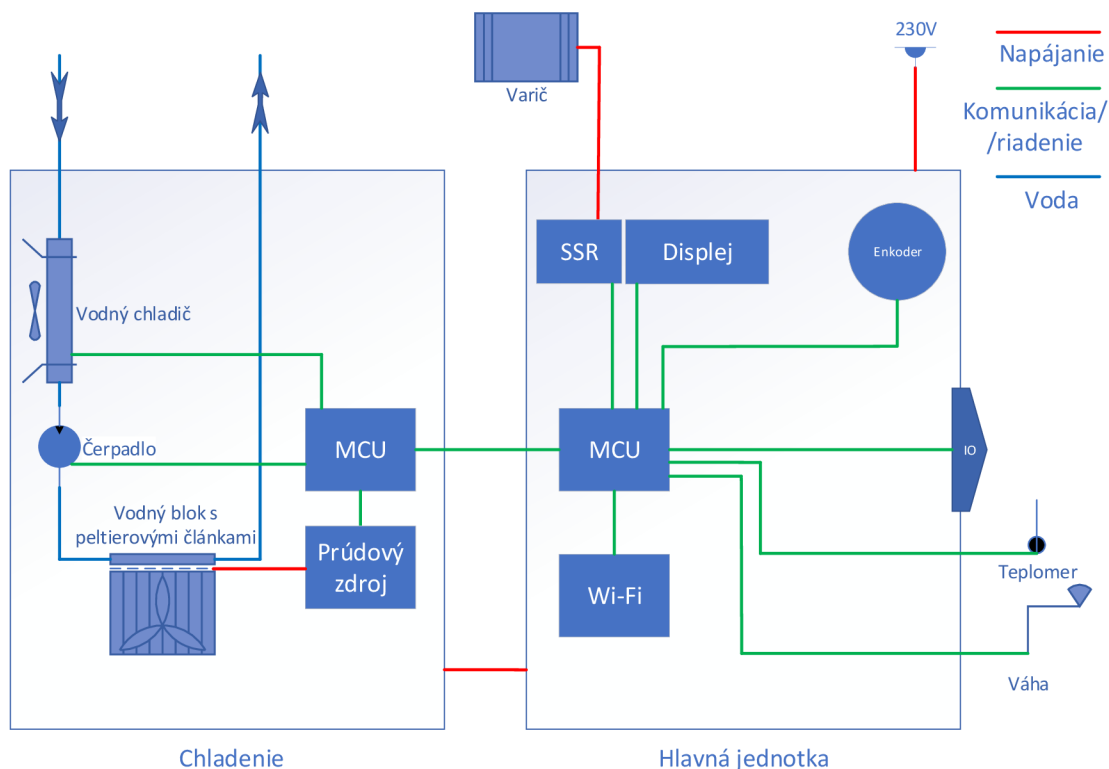 230V
Napájanie
Varič
Komunikácia/
/riadenie
Voda
SSR
Displej
Enkoder
Vodný chladič
Čerpadlo
MCU
MCU
IO
Vodný blok s
peltierovými článkami
Prúdový
zdroj
Wi-Fi
Teplomer
Váha
Chladenie
Hlavná jednotka